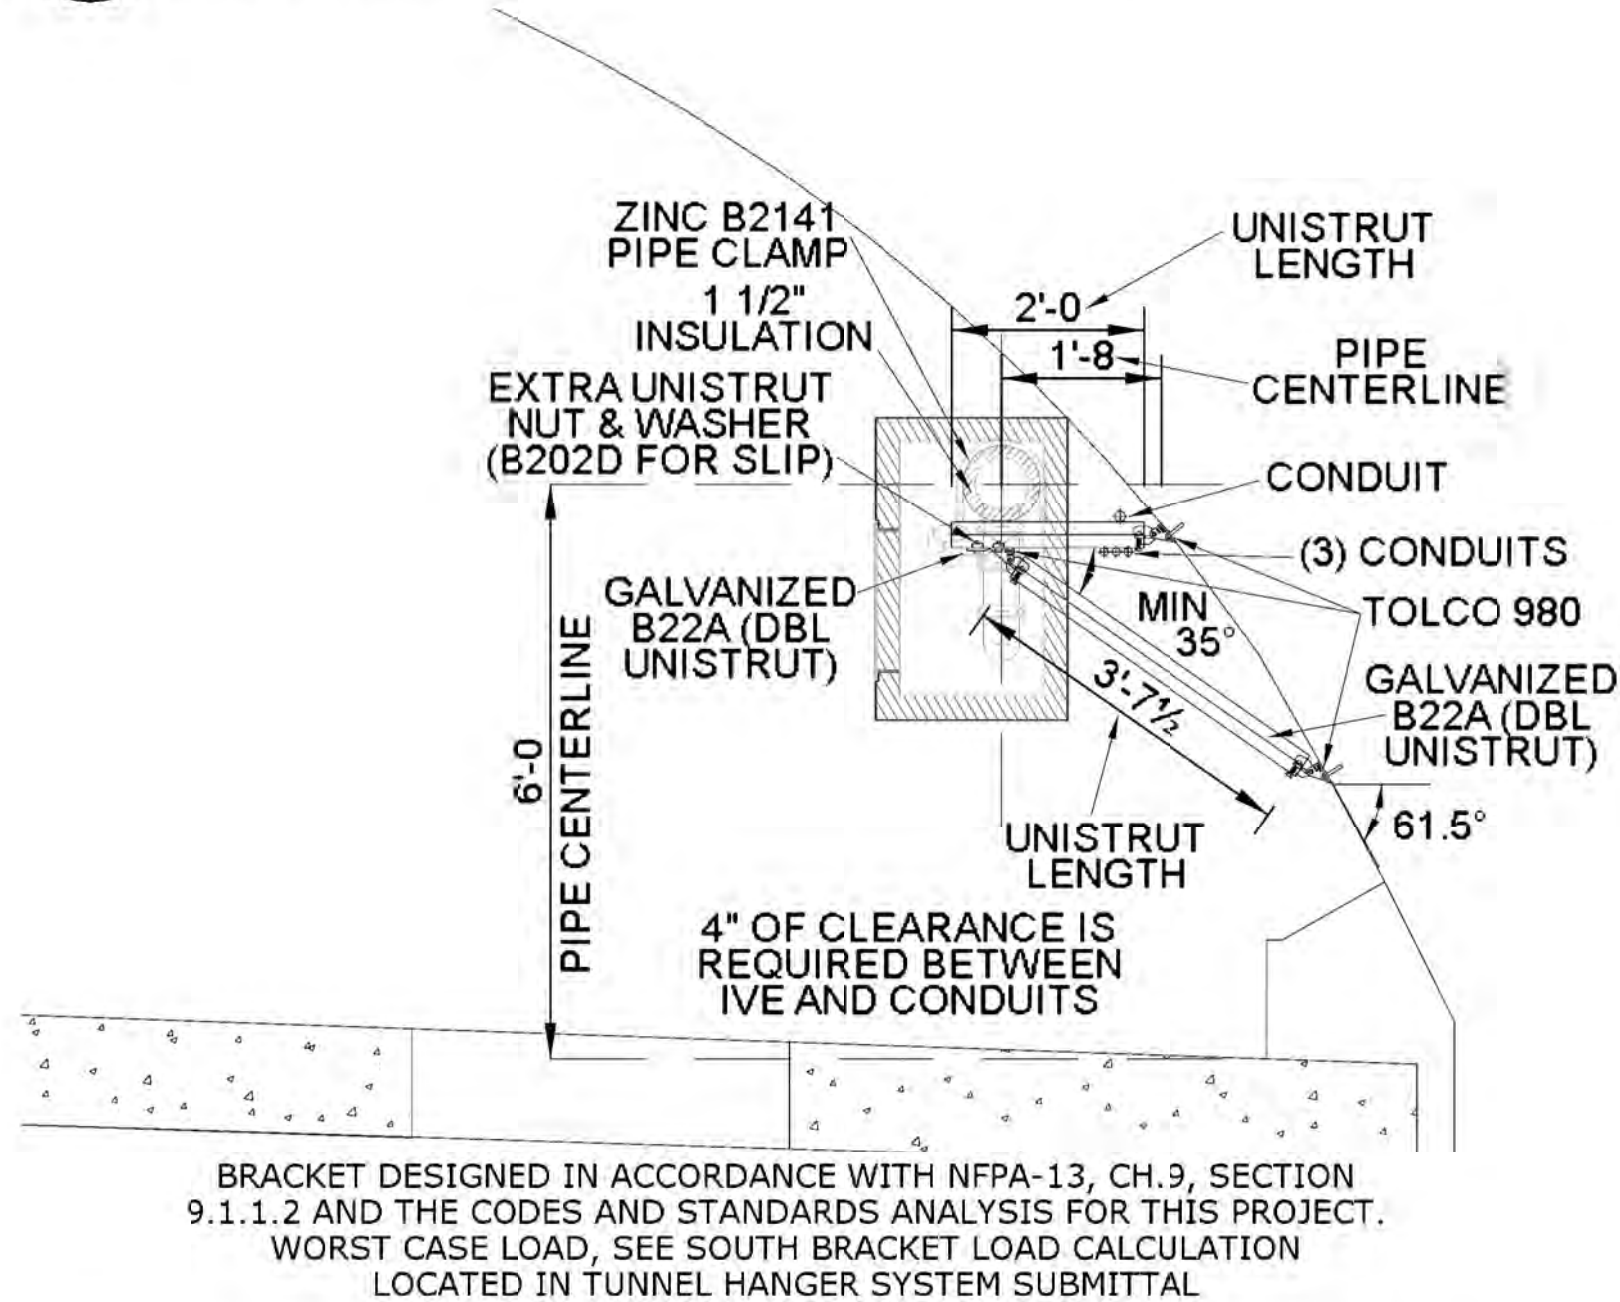 ZINC B2141
PIPE CLAMP
1 1/2"
INSULATION
EXTRA UNISTRUT
NUT & WASHER
(B202D FOR SLIP)
UNISTRUT
LENGTH
2'-0
1'-8
PIPE
CENTERLINE
CONDUIT
(3) CONDUITS
GALVANIZED
B22A (DBL
UNISTRUT)
MIN
35°
TOLCO 980
3'-7½
GALVANIZED
B22A (DBL
UNISTRUT)
6'-0
PIPE CENTERLINE
61.5°
UNISTRUT
LENGTH
4" OF CLEARANCE IS
REQUIRED BETWEEN
IVE AND CONDUITS
BRACKET DESIGNED IN ACCORDANCE WITH NFPA-13, CH.9, SECTION
9.1.1.2 AND THE CODES AND STANDARDS ANALYSIS FOR THIS PROJECT.
WORST CASE LOAD, SEE SOUTH BRACKET LOAD CALCULATION
LOCATED IN TUNNEL HANGER SYSTEM SUBMITTAL